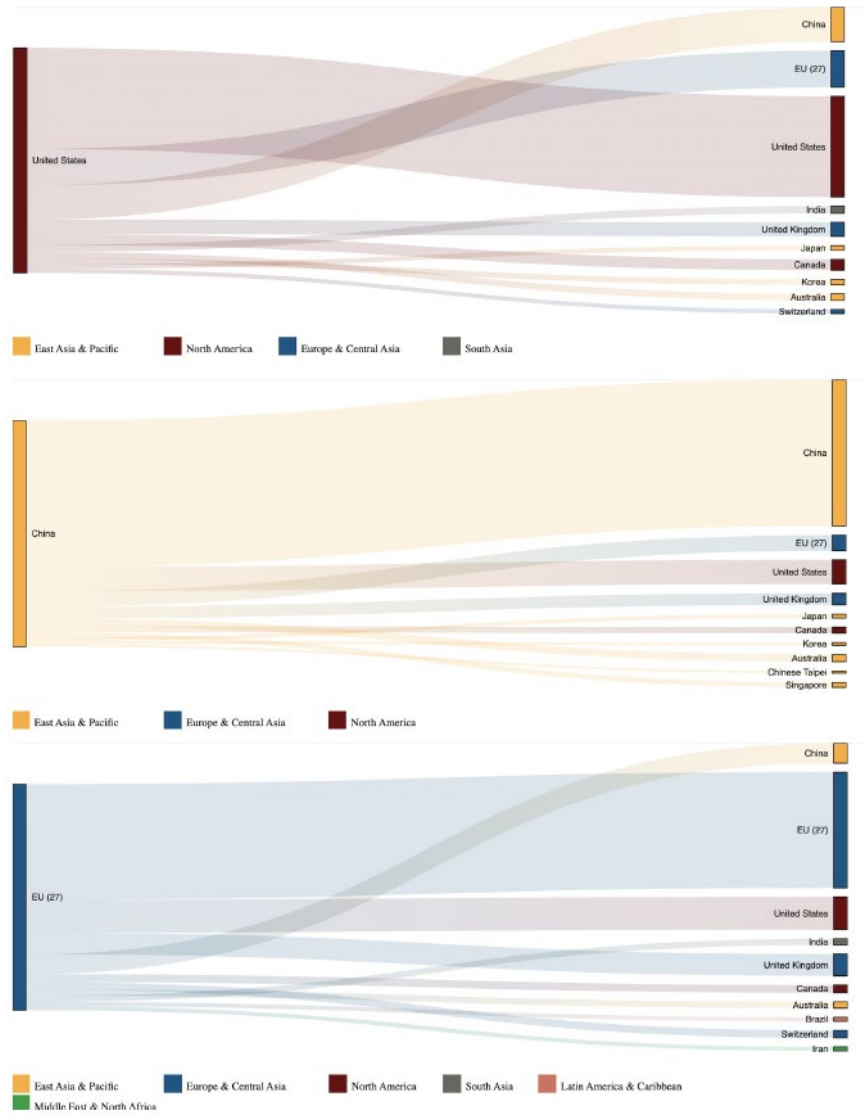 China
EU (27)
United States
United States
India
United Kingdom
Japan
Canada
Korea
Australia
Switzerland
East Asia & Pacific North America Europe & Central Asia South Asia
China
China
EU (27)
United States
United Kingdom
Japan
Canada
Korea
Australia
Chinese Taipei
Singapore
East Asia & Pacific Europe & Central Asia North America
China
EU (27)
EU (27)
United States
India
United Kingdom
Canada
Australia
Brazil
Switzerland
Iran
East Asia & Pacific Europe & Central Asia North America South Asia Latin America & Caribbean
Middle East & North Africa